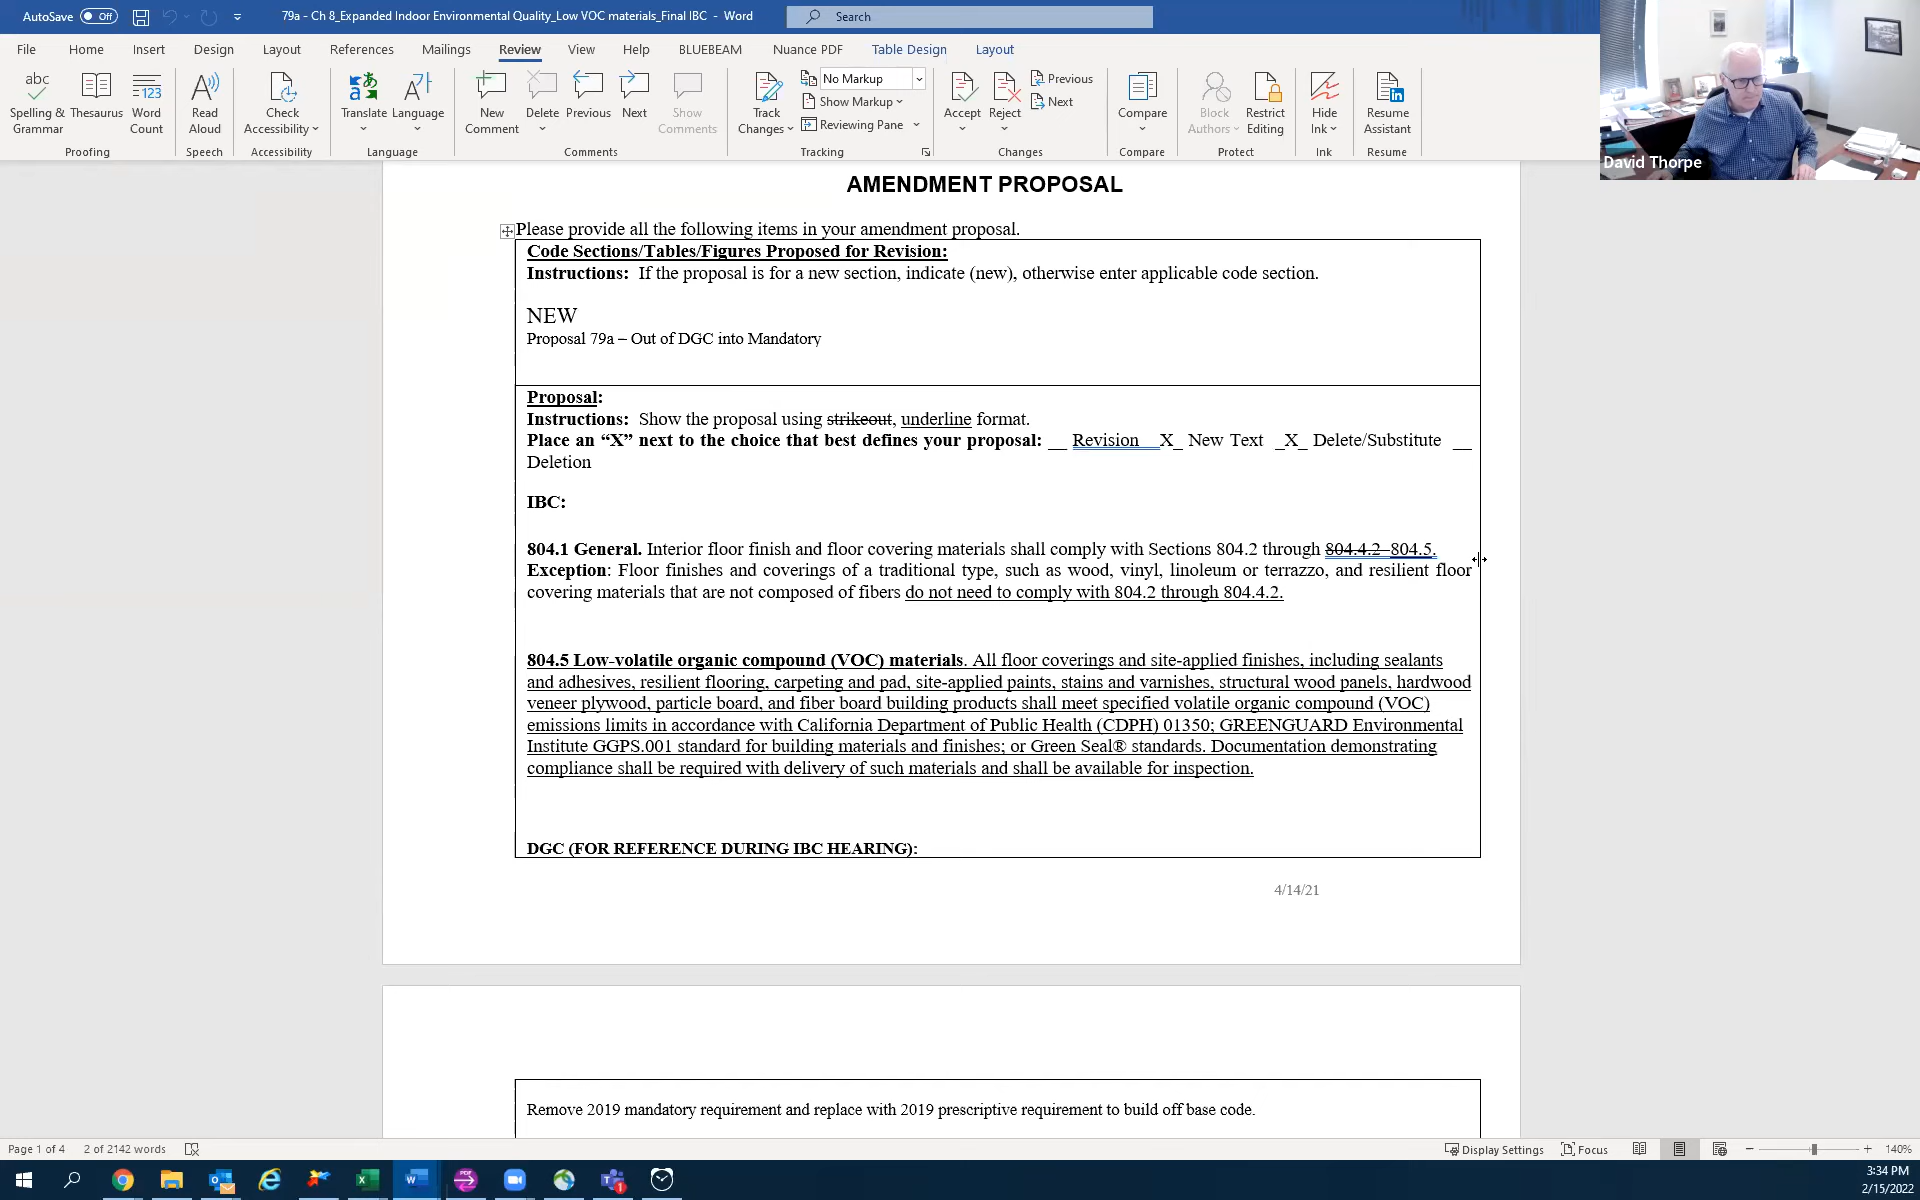 AutoSave Off 79a - Ch 8_Expanded Indoor Environmental Quality_Low VOC materials_Final IBC - Word Search
File Home Insert Design Layout References Mailings Review View Help BLUEBEAM Nuance PDF Table Design Layout
abc
Spelling & Grammar
Thesaurus
123
Word Count
Read Aloud
Check Accessibility
Translate
Language
New Comment
Delete
Previous
Next
Show Comments
Track Changes
No Markup
Show Markup
Reviewing Pane
Accept
Reject
Previous
Next
Compare
Block Authors
Restrict Editing
Hide Ink
Resume Assistant
Proofing Speech Accessibility Language Comments Tracking Changes Compare Protect Ink Resume
David Thorpe
AMENDMENT PROPOSAL
Please provide all the following items in your amendment proposal.
Code Sections/Tables/Figures Proposed for Revision:
Instructions: If the proposal is for a new section, indicate (new), otherwise enter applicable code section.
NEW
Proposal 79a – Out of DGC into Mandatory
Proposal:
Instructions: Show the proposal using strikeout, underline format.
Place an “X” next to the choice that best defines your proposal: __ Revision __X_ New Text _X_ Delete/Substitute __
Deletion
IBC:
804.1 General. Interior floor finish and floor covering materials shall comply with Sections 804.2 through 804.4.2 804.5.
Exception: Floor finishes and coverings of a traditional type, such as wood, vinyl, linoleum or terrazzo, and resilient floor
covering materials that are not composed of fibers do not need to comply with 804.2 through 804.4.2.
804.5 Low-volatile organic compound (VOC) materials. All floor coverings and site-applied finishes, including sealants
and adhesives, resilient flooring, carpeting and pad, site-applied paints, stains and varnishes, structural wood panels, hardwood
veneer plywood, particle board, and fiber board building products shall meet specified volatile organic compound (VOC)
emissions limits in accordance with California Department of Public Health (CDPH) 01350; GREENGUARD Environmental
Institute GGPS.001 standard for building materials and finishes; or Green Seal® standards. Documentation demonstrating
compliance shall be required with delivery of such materials and shall be available for inspection.
DGC (FOR REFERENCE DURING IBC HEARING):
4/14/21
Remove 2019 mandatory requirement and replace with 2019 prescriptive requirement to build off base code.
Page 1 of 4 2 of 2142 words Display Settings Focus 140%
3:34 PM
2/15/2022